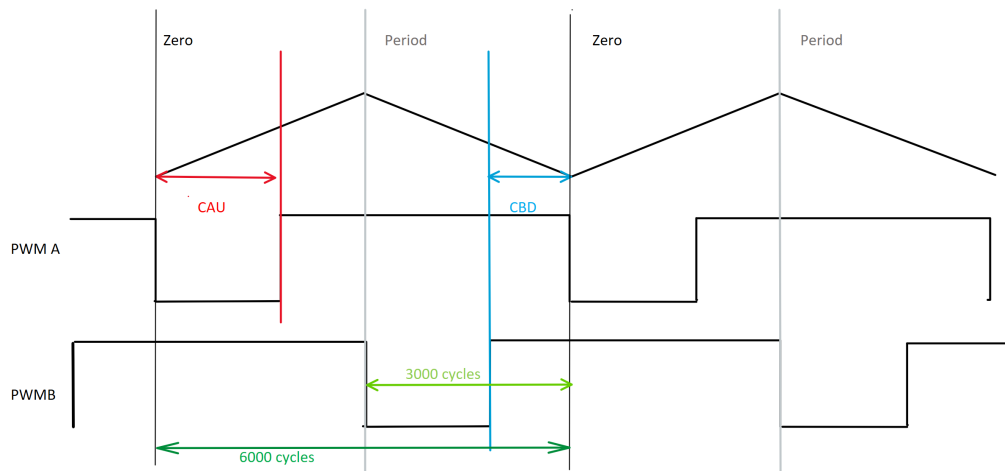 Zero
Period
Zero
Period
CAU
CBD
PWM A
3000 cycles
PWMB
6000 cycles